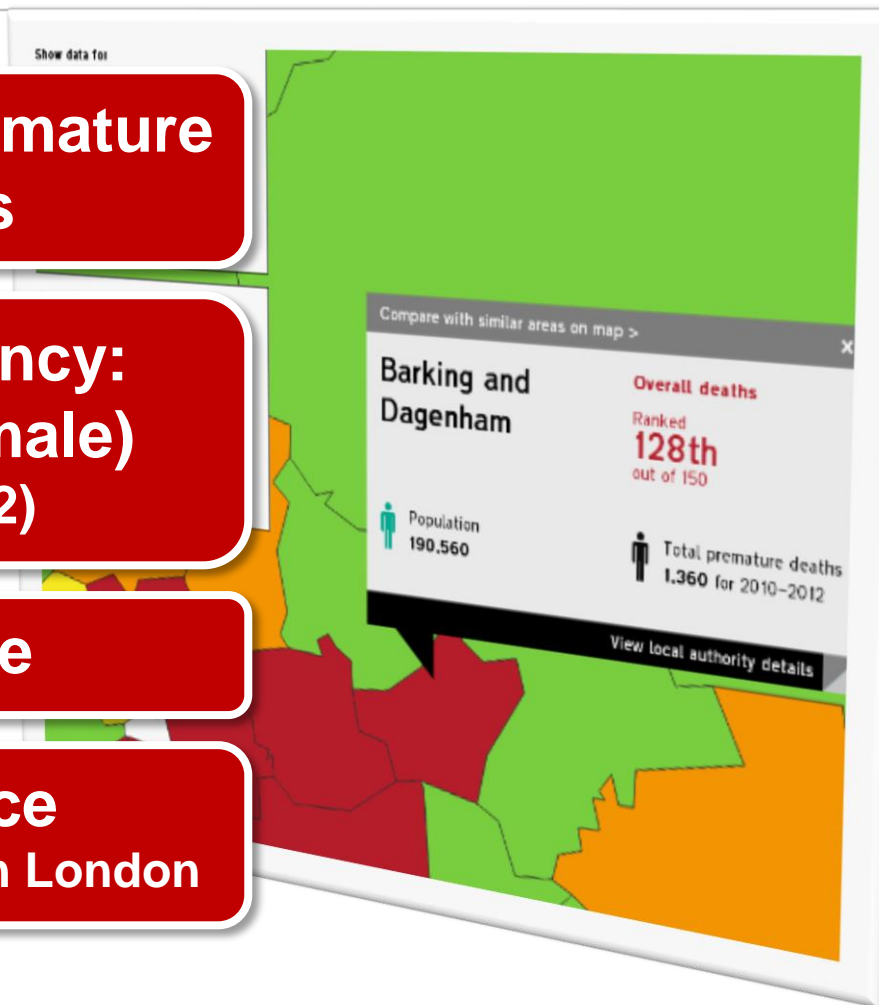 Show data for
mature
s
ncy:
male)
2)
e
ce
n London
Compare with similar areas on map >
x
Barking and
Dagenham
Overall deaths
Ranked
128th
out of 150
Population
190,560
Total premature deaths
1,360 for 2010-2012
View local authority details